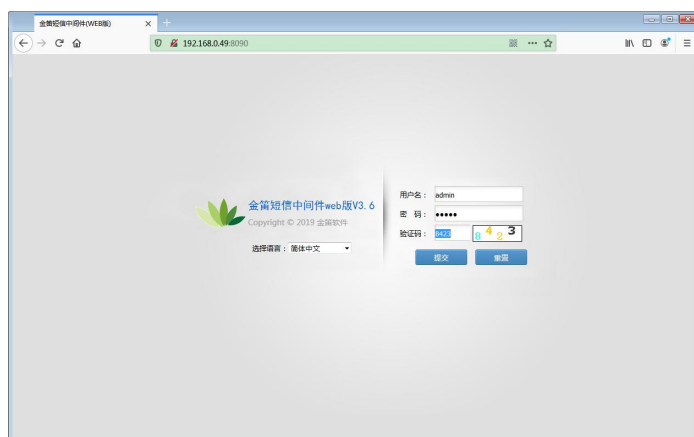 金笛短信中间件(WEB版)
192.168.0.49:8090
金笛短信中间件web版V3.6
Copyright © 2019 金笛软件
选择语言： 简体中文
用户名： admin
密 码： ●●●●●
验证码： 8423 8 4 2 3
提交 重置